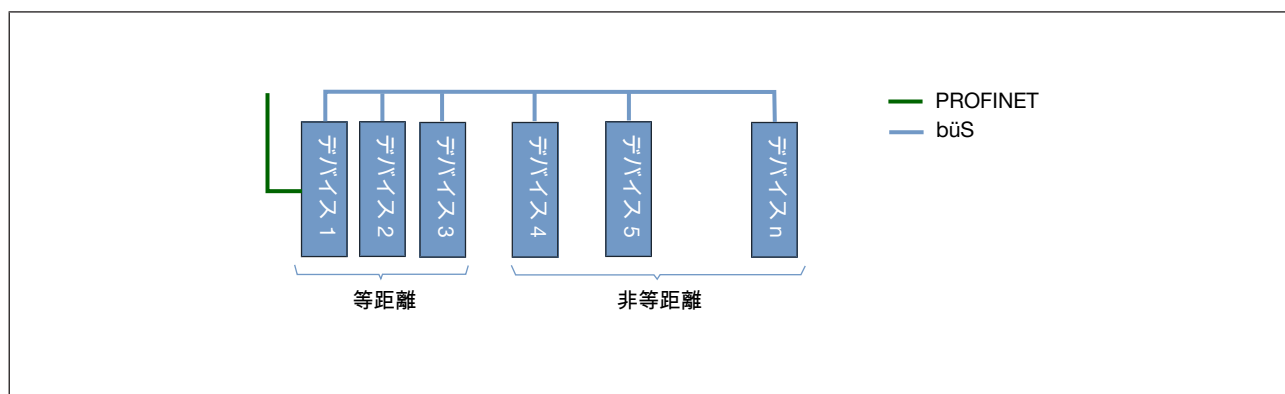 PROFINET
büS
デバイス 1
デバイス 2
デバイス 3
デバイス 4
デバイス 5
デバイス n
等距離
非等距離